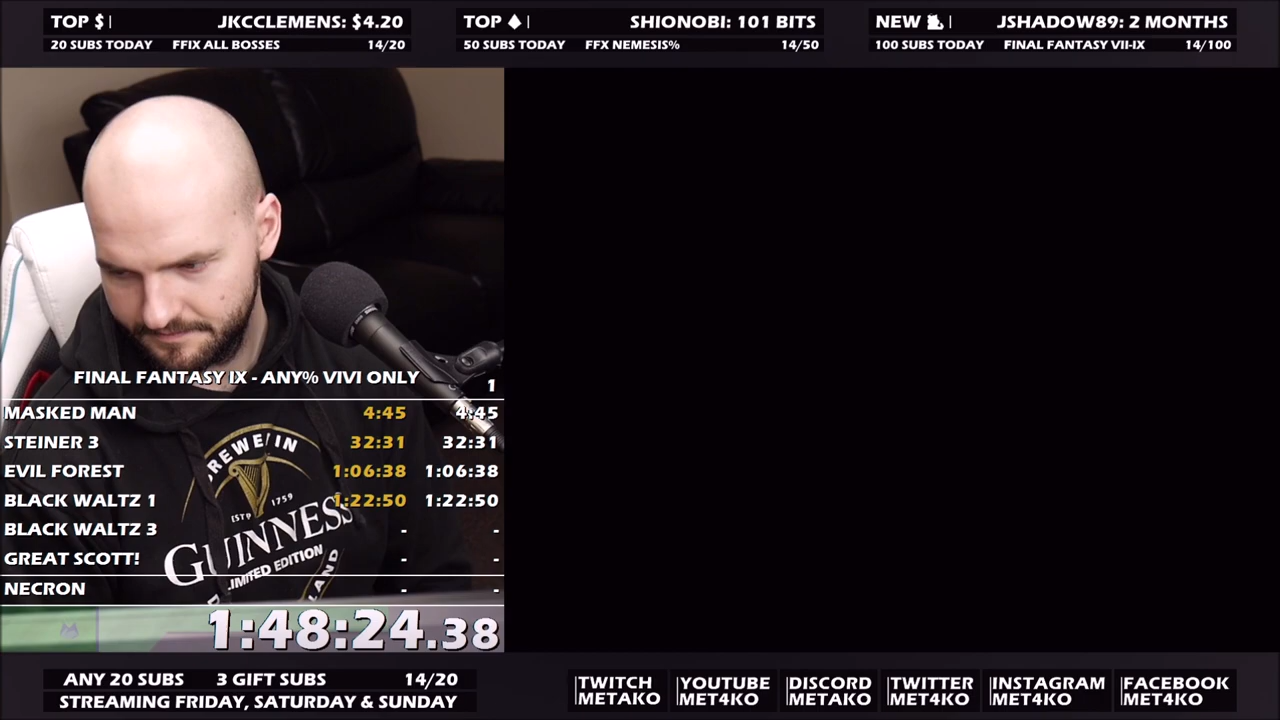 TOP $ JKCCLEMENS: $4.20
20 SUBS TODAY FFIX ALL BOSSES 14/20
TOP SHIONOBI: 101 BITS
50 SUBS TODAY FFX NEMESIS% 14/50
NEW JSHADOW89: 2 MONTHS
100 SUBS TODAY FINAL FANTASY VII-IX 14/100
FINAL FANTASY IX - ANY% VIVI ONLY 1
MASKED MAN 4:45 4:45
STEINER 3 32:31 32:31
EVIL FOREST 1:06:38 1:06:38
BLACK WALTZ 1 1:22:50 1:22:50
BLACK WALTZ 3 - -
GREAT SCOTT! - -
NECRON - -
1:48:24.38
ESTD 1759
GUINNESS
LIMITED EDITION
ANY 20 SUBS 3 GIFT SUBS 14/20
STREAMING FRIDAY, SATURDAY & SUNDAY
TWITCH
METAKO
YOUTUBE
MET4KO
DISCORD
METAKO
TWITTER
MET4KO
INSTAGRAM
MET4KO
FACEBOOK
MET4KO